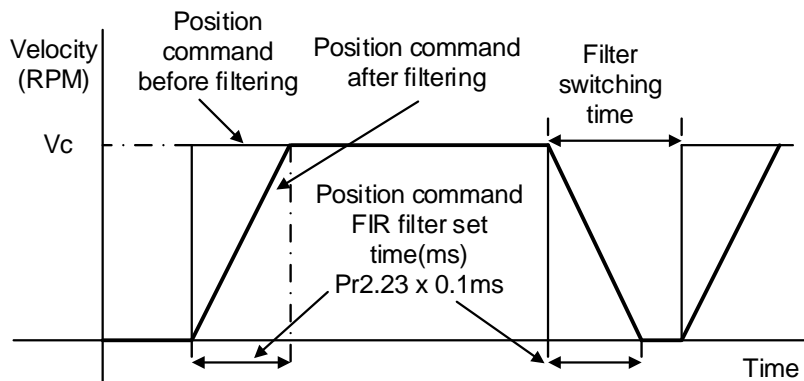 Velocity
(RPM)
Position
command
before filtering
Position command
after filtering
Filter
switching
time
Vc
Position command
FIR filter set
time(ms)
Pr2.23 x 0.1ms
Time